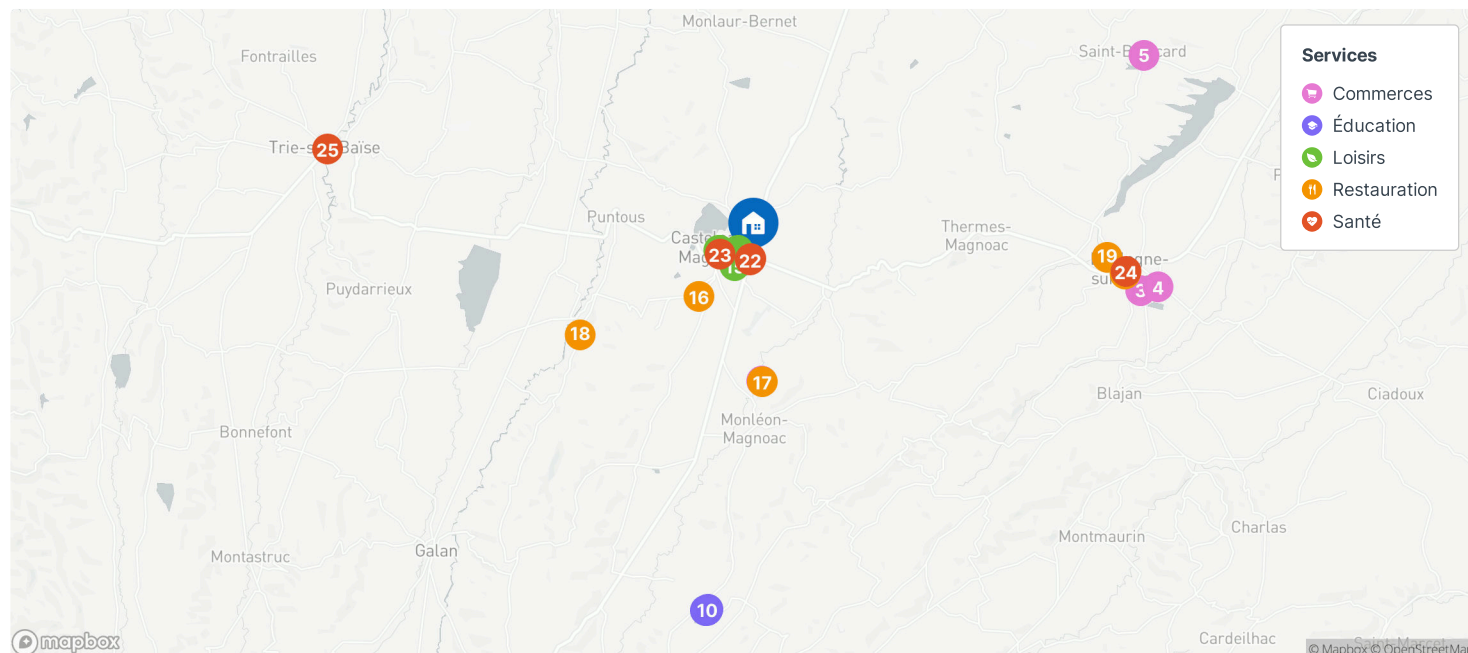 Monlaur-Bernet
Fontrailles
5
Services
Commerces
Éducation
Loisirs
Restauration
Santé
25
Puntous
Thermes-
Magnoac
23
22
19
24
3
4
16
Puydarrieux
18
17
Blajan
Ciadoux
Monléon-
Magnoac
Bonnefont
Charlas
Montmaurin
Galan
Montastruc
10
Cardeilhac
mapbox
© Mapbox © OpenStreetMap